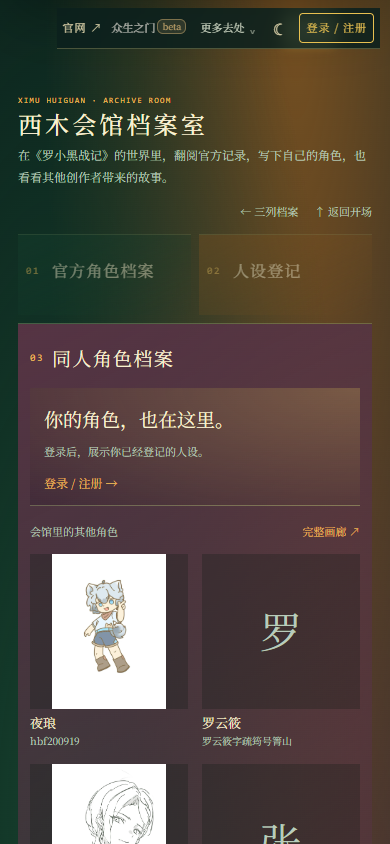 官网 ↗ 众生之门 beta 更多去处 ˅ ☾ 登录 / 注册
XIMU HUIGUAN · ARCHIVE ROOM
西木会馆档案室
在《罗小黑战记》的世界里，翻阅官方记录，写下自己的角色，也
看看其他创作者带来的故事。
← 三列档案 ↑ 返回开场
01 官方角色档案 02 人设登记
03 同人角色档案
你的角色，也在这里。
登录后，展示你已经登记的人设。
登录 / 注册 →
会馆里的其他角色 完整画廊 ↗
罗
夜琅 罗云筱
hbf200919 罗云筱字疏筠号箐山
张